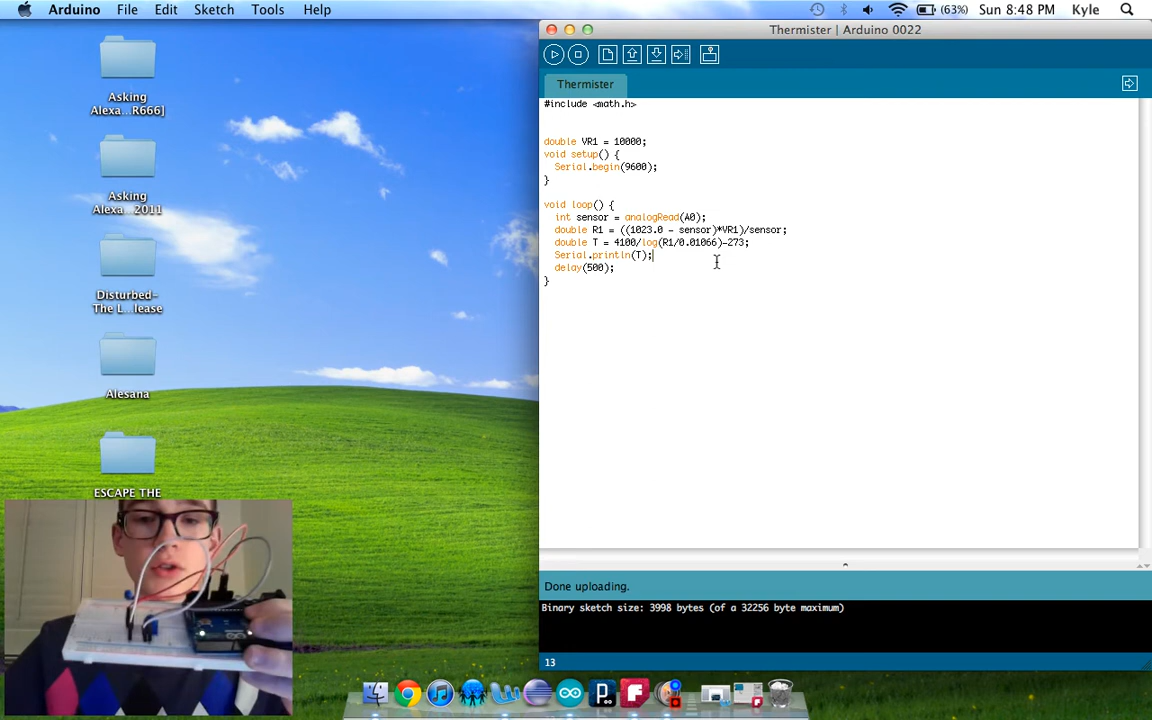 Arduino File Edit Sketch Tools Help (63%) Sun 8:48 PM Kyle
Thermister | Arduino 0022
Thermister
#include <math.h>
double VR1 = 10000;
void setup() {
Serial.begin(9600);
}
void loop() {
int sensor = analogRead(A0);
double R1 = ((1023.0 - sensor)*VR1)/sensor;
double T = 4100/log(R1/0.01066)-273;
Serial.println(T);
delay(500);
}
Done uploading.
Binary sketch size: 3998 bytes (of a 32256 byte maximum)
13
Asking
Alexa...R666]
Asking
Alexa...2011
Disturbed-
The L...lease
Alesana
ESCAPE THE